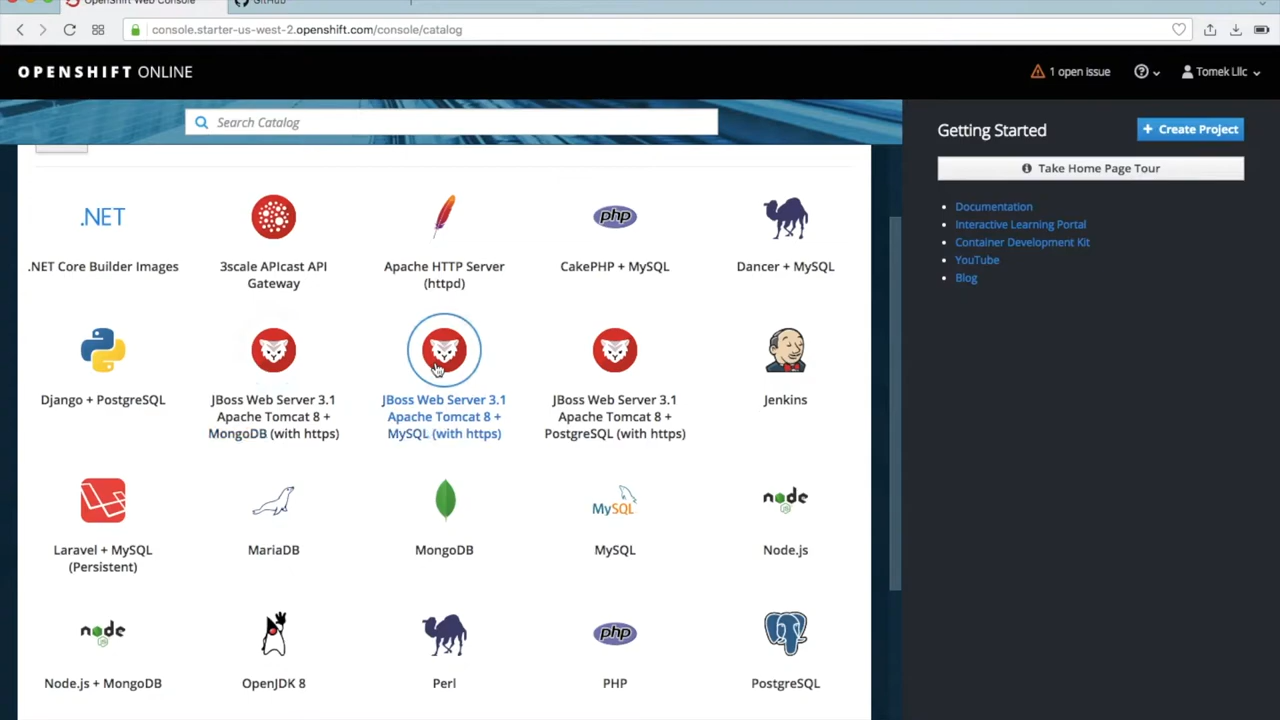 OpenShift Web Console
GitHub
console.starter-us-west-2.openshift.com/console/catalog
OPENSHIFT ONLINE
1 open issue
Tomek Llc
Search Catalog
Getting Started
+ Create Project
Take Home Page Tour
Documentation
Interactive Learning Portal
Container Development Kit
YouTube
Blog
.NET
php
.NET Core Builder Images
3scale APIcast API
Gateway
Apache HTTP Server
(httpd)
CakePHP + MySQL
Dancer + MySQL
Django + PostgreSQL
JBoss Web Server 3.1
Apache Tomcat 8 +
MongoDB (with https)
JBoss Web Server 3.1
Apache Tomcat 8 +
MySQL (with https)
JBoss Web Server 3.1
Apache Tomcat 8 +
PostgreSQL (with https)
Jenkins
MySQL
node
Laravel + MySQL
(Persistent)
MariaDB
MongoDB
MySQL
Node.js
node
php
Node.js + MongoDB
OpenJDK 8
Perl
PHP
PostgreSQL